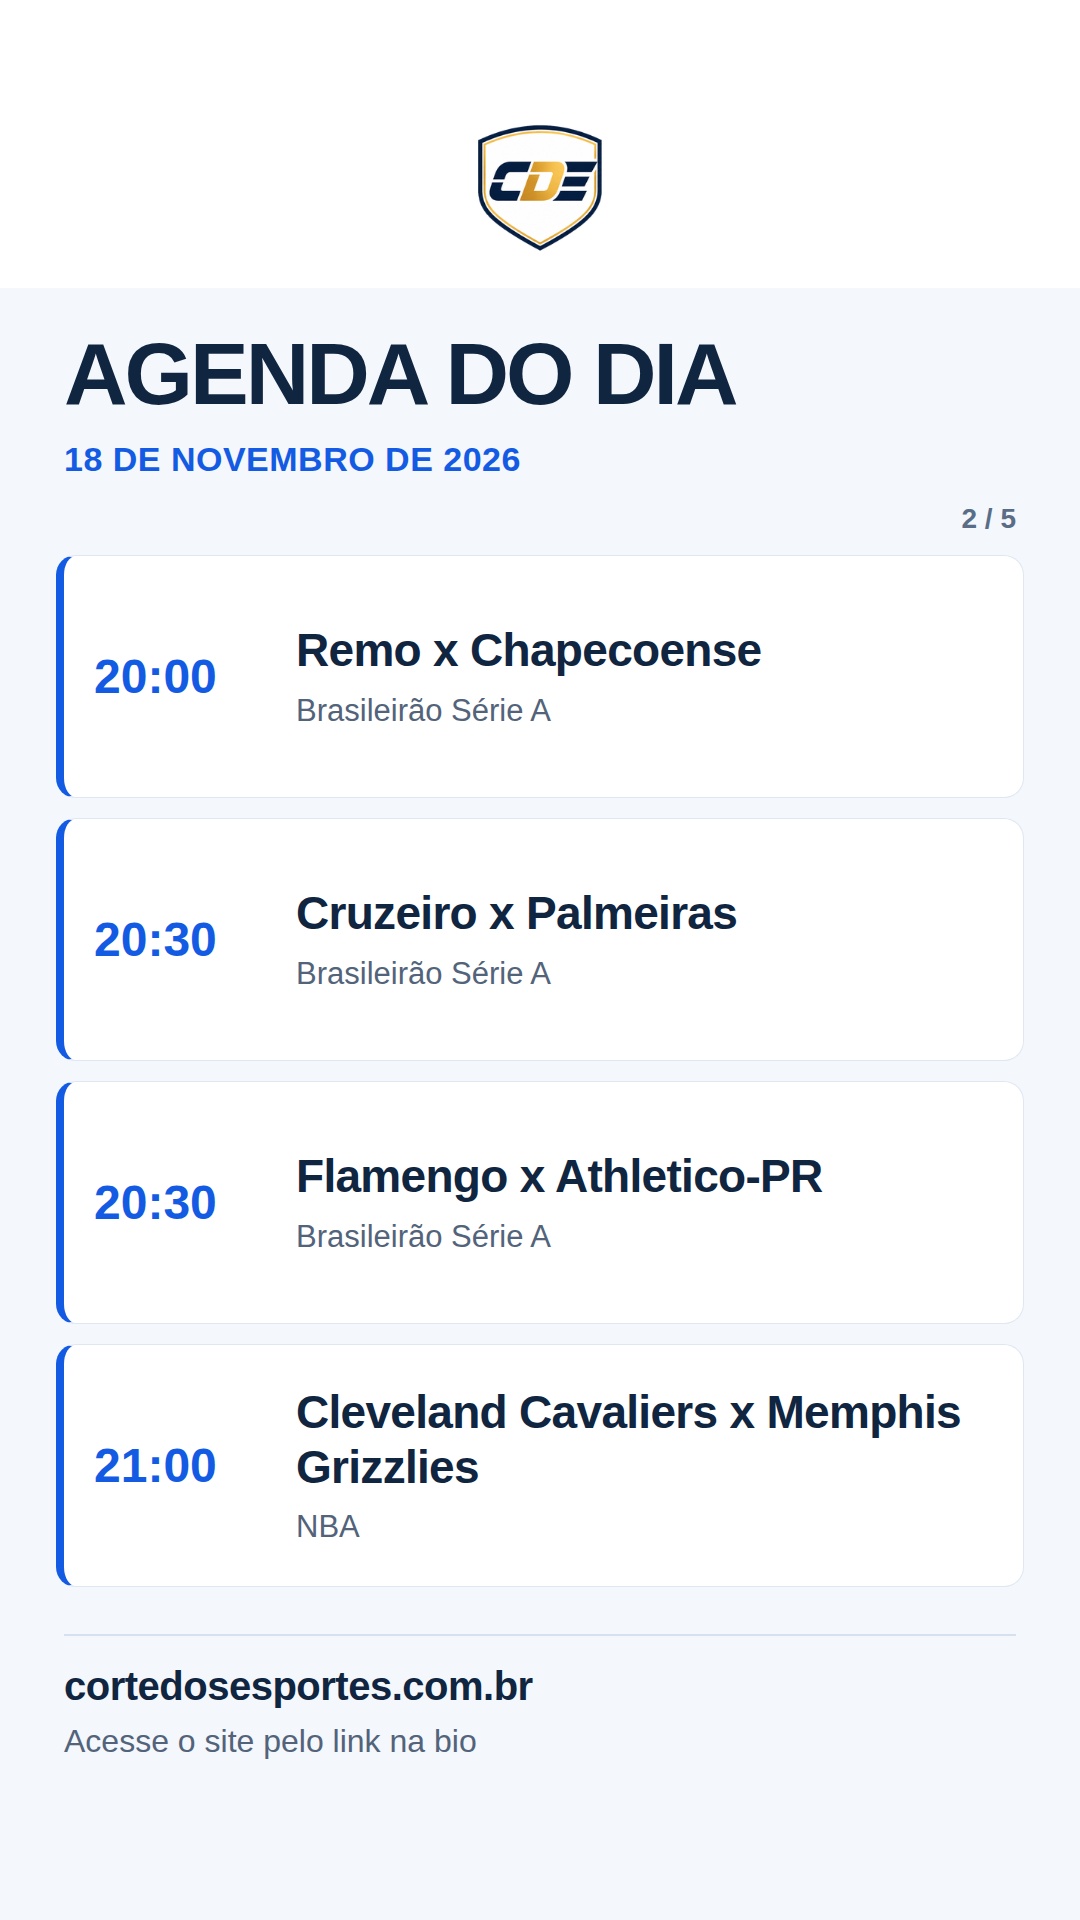 CDE
AGENDA DO DIA
18 DE NOVEMBRO DE 2026
2 / 5
20:00
Remo x Chapecoense
Brasileirão Série A
20:30
Cruzeiro x Palmeiras
Brasileirão Série A
20:30
Flamengo x Athletico-PR
Brasileirão Série A
21:00
Cleveland Cavaliers x Memphis
Grizzlies
NBA
cortedosesportes.com.br
Acesse o site pelo link na bio